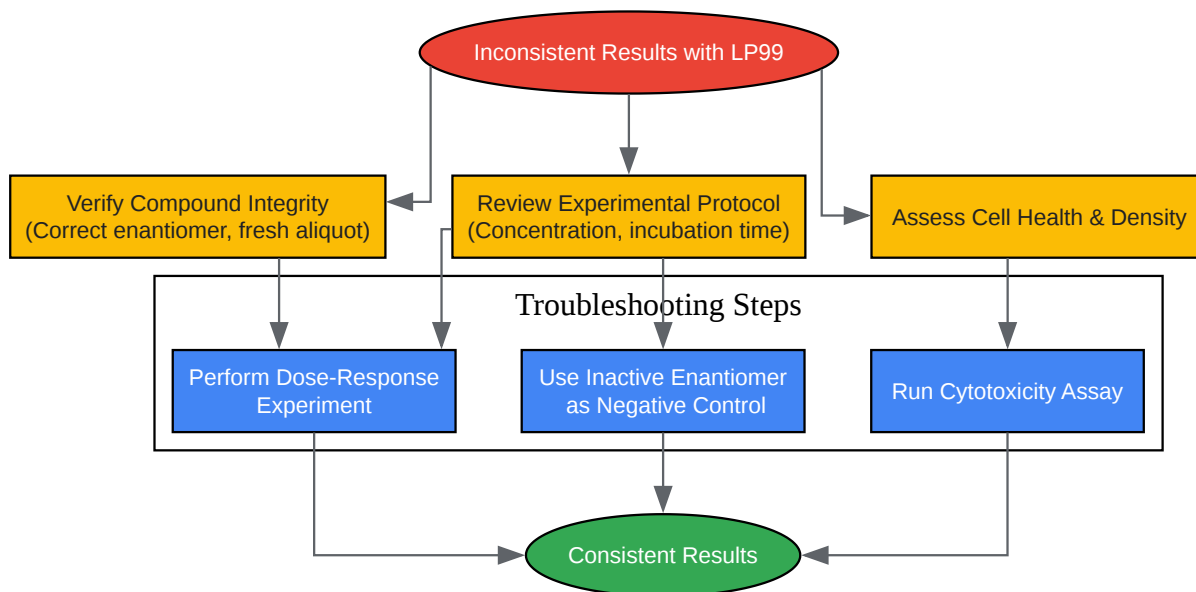 Inconsistent Results with LP99
Verify Compound Integrity
(Correct enantiomer, fresh aliquot)
Review Experimental Protocol
(Concentration, incubation time)
Assess Cell Health & Density
Troubleshooting Steps
Perform Dose-Response
Experiment
Use Inactive Enantiomer
as Negative Control
Run Cytotoxicity Assay
Consistent Results